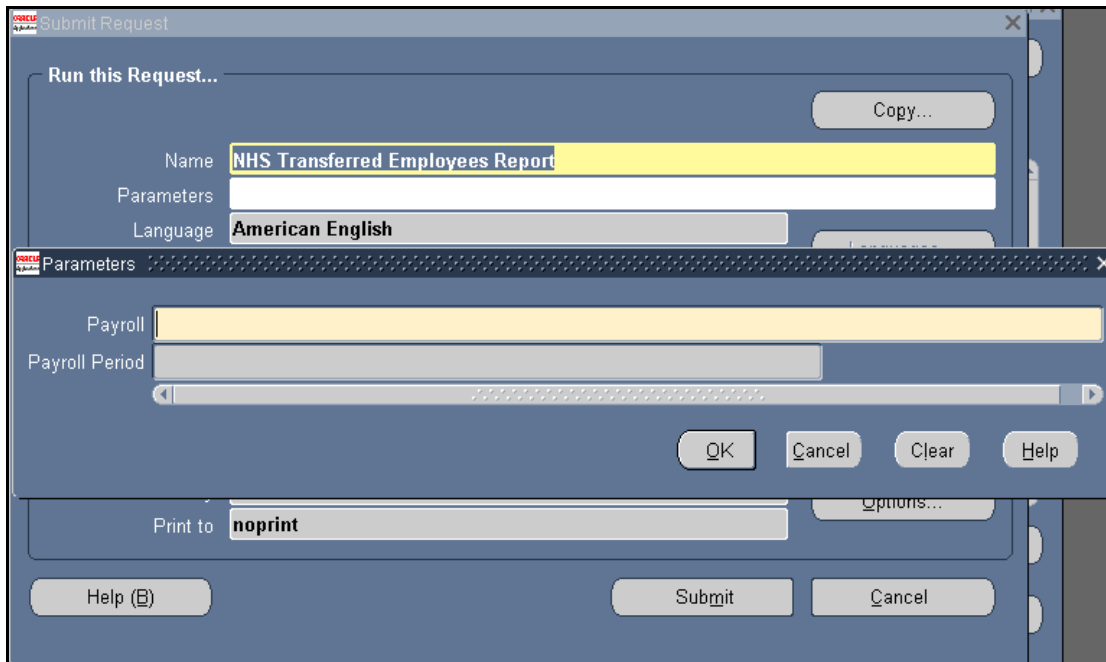 Submit Request
Run this Request...
Copy...
Name NHS Transferred Employees Report
Parameters
Language American English
ORACLE Parameters
Payroll
Payroll Period
OK Cancel Clear Help
Options...
Print to noprint
Help (B) Submit Cancel